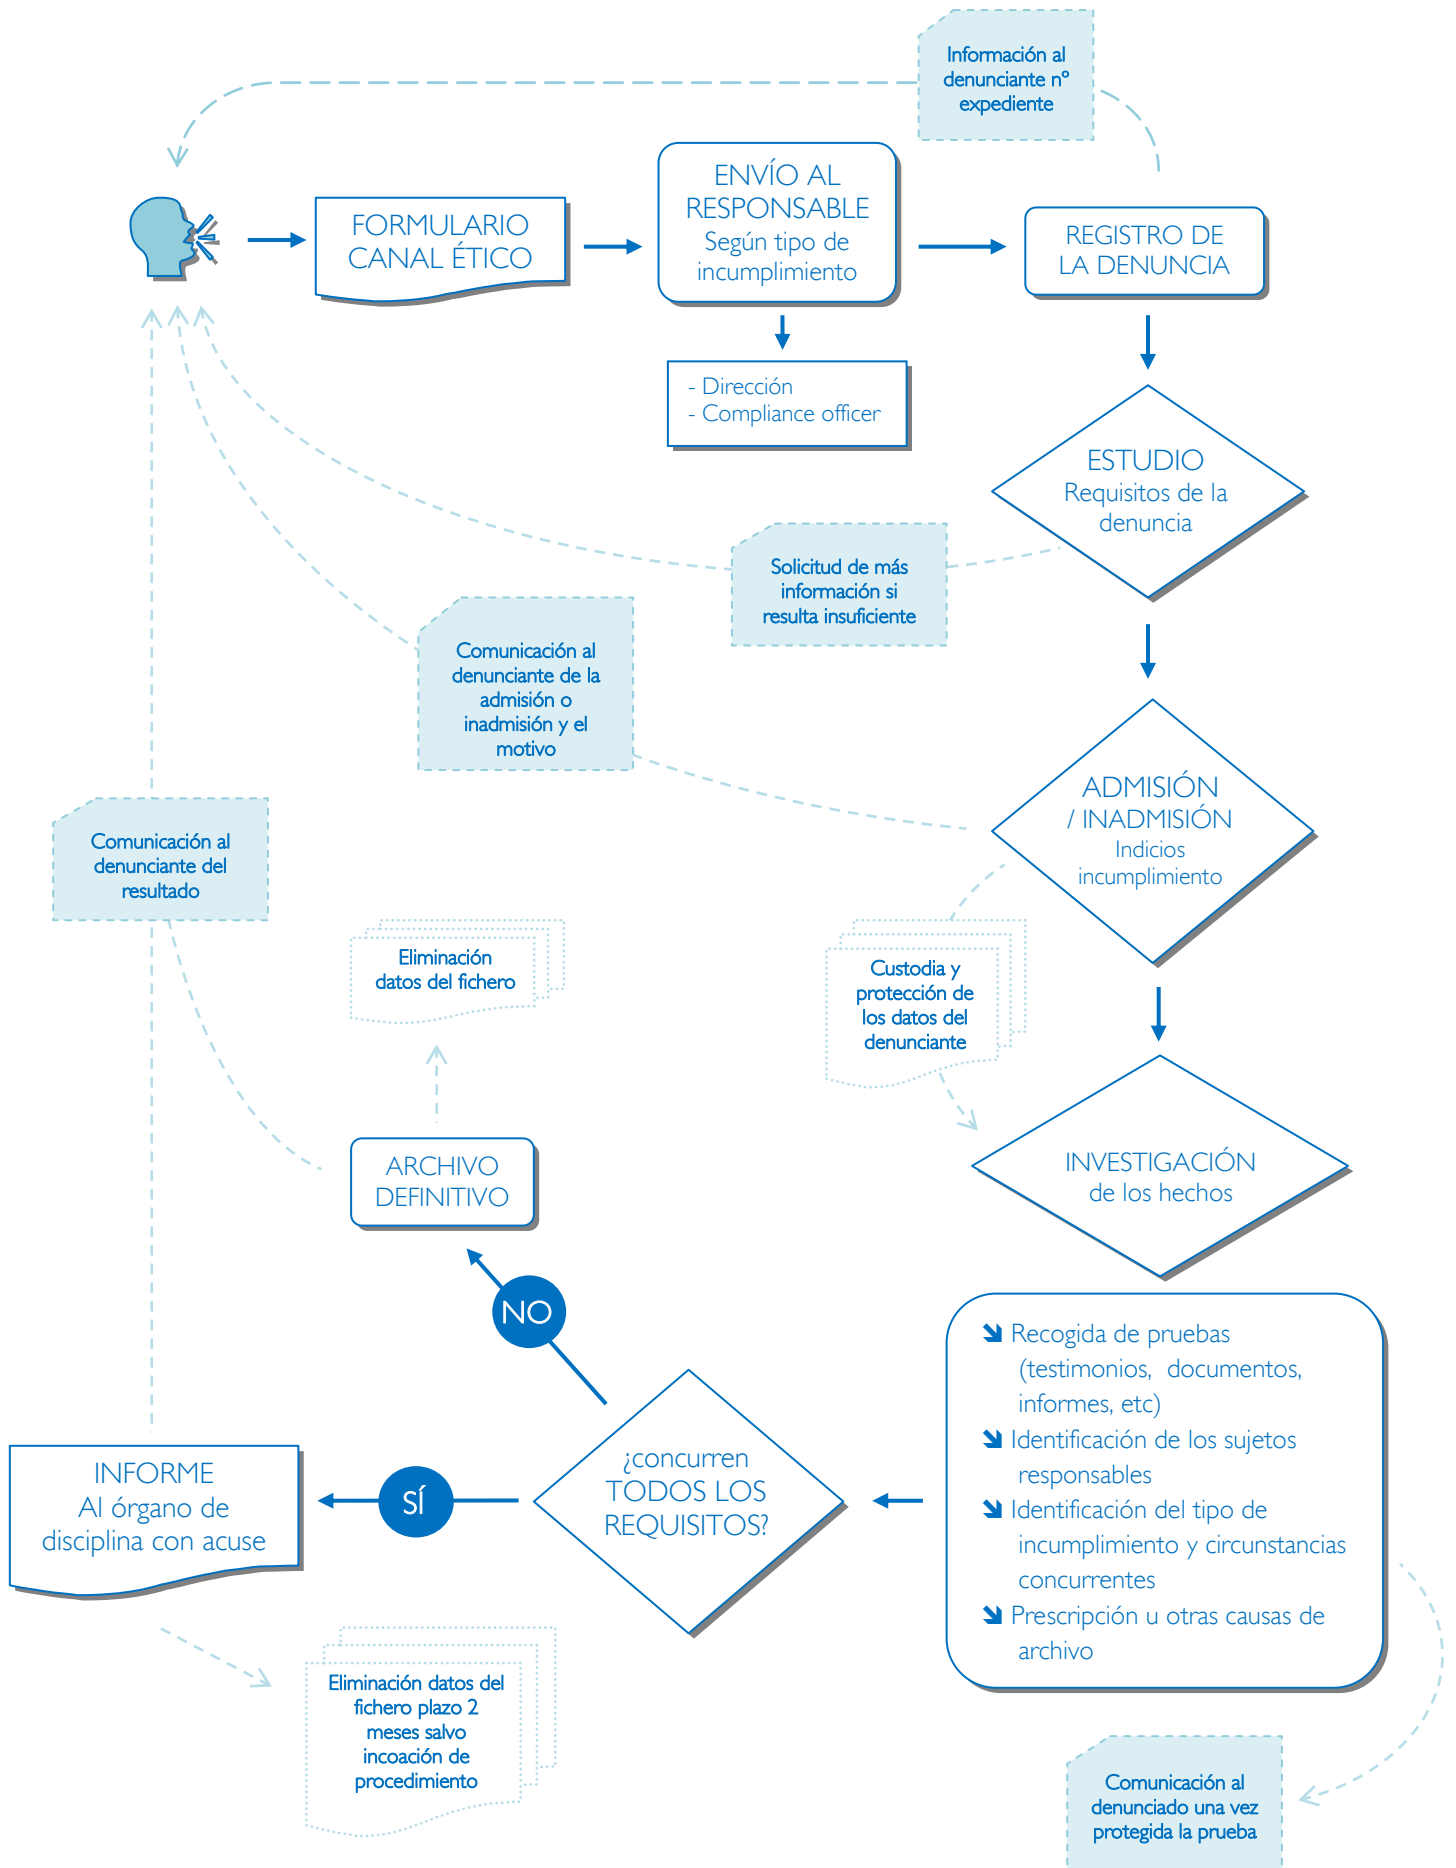 Información al
denunciante nº
expediente
FORMULARIO
CANAL ÉTICO
ENVÍO AL
RESPONSABLE
Según tipo de
incumplimiento
REGISTRO DE
LA DENUNCIA
- Dirección
- Compliance officer
ESTUDIO
Requisitos de la
denuncia
Solicitud de más
información si
resulta insuficiente
Comunicación al
denunciante de la
admisión o
inadmisión y el
motivo
ADMISIÓN
/ INADMISIÓN
Indicios
incumplimiento
Comunicación al
denunciante del
resultado
Eliminación
datos del fichero
Custodia y
protección de
los datos del
denunciante
INVESTIGACIÓN
de los hechos
ARCHIVO
DEFINITIVO
NO
Recogida de pruebas
(testimonios, documentos,
informes, etc)
Identificación de los sujetos
responsables
Identificación del tipo de
incumplimiento y circunstancias
concurrentes
Prescripción u otras causas de
archivo
¿concurren
TODOS LOS
REQUISITOS?
SÍ
INFORME
Al órgano de
disciplina con acuse
Eliminación datos del
fichero plazo 2
meses salvo
incoación de
procedimiento
Comunicación al
denunciado una vez
protegida la prueba